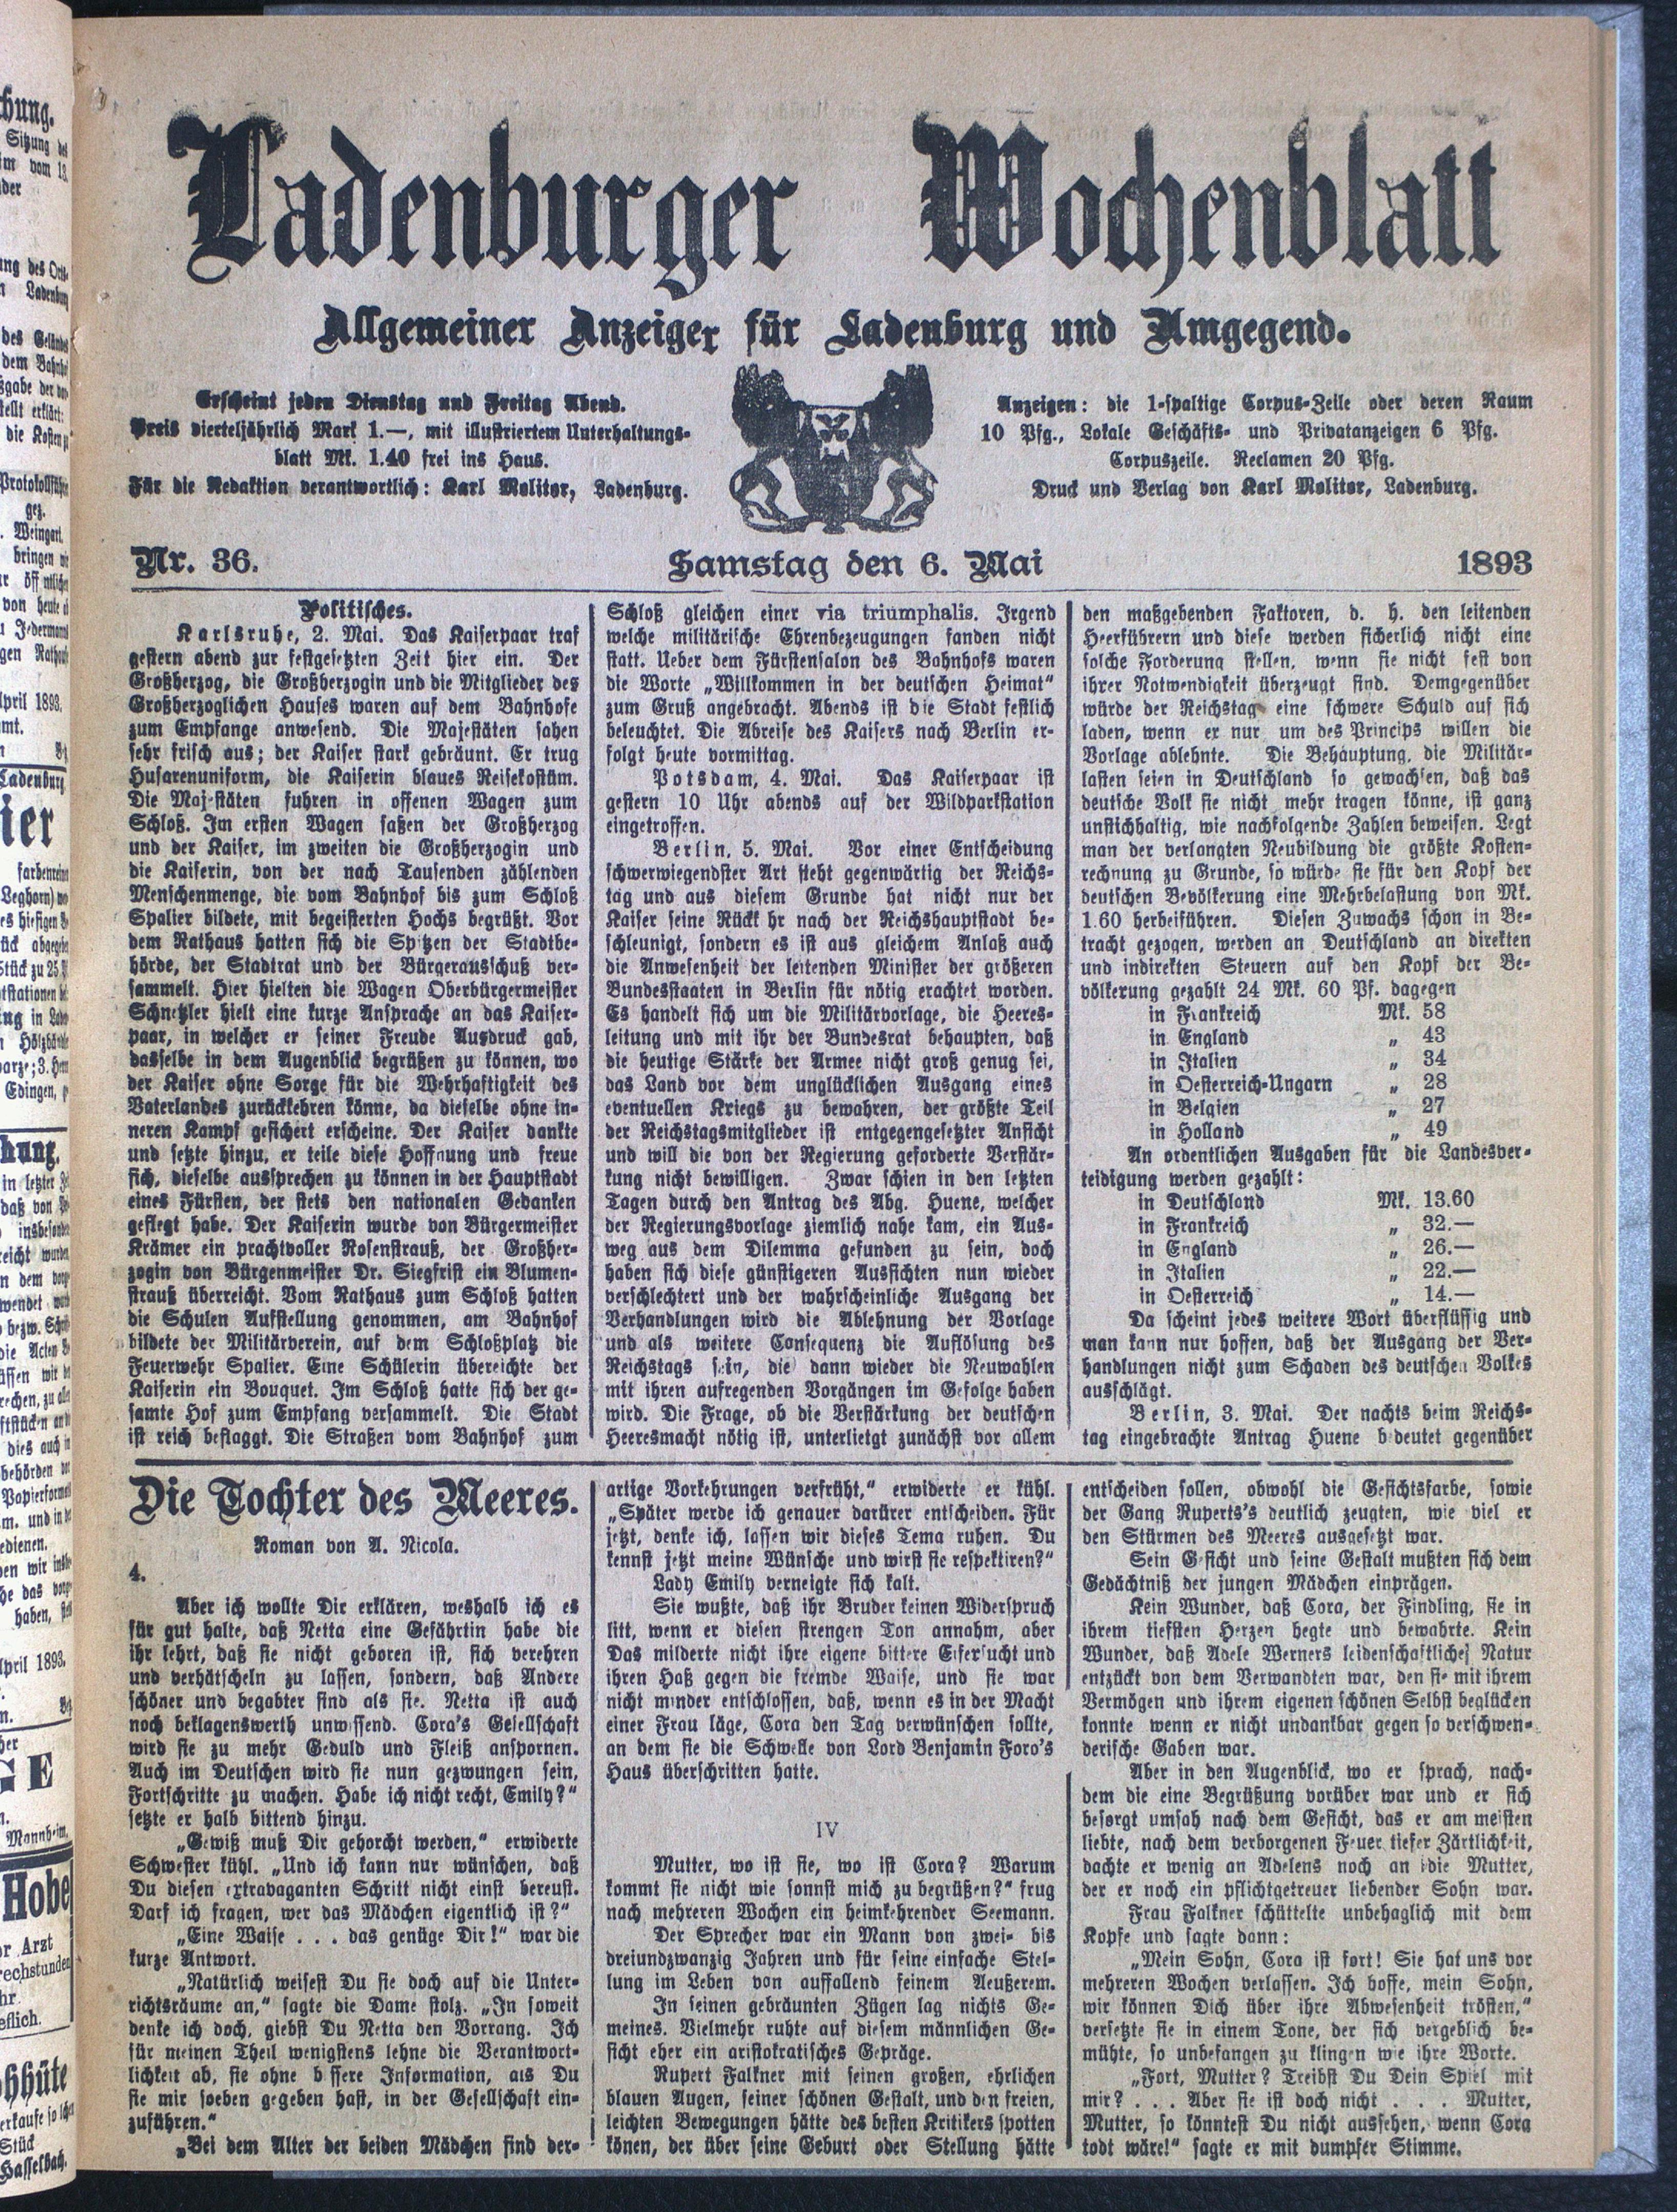 Ladenburger Wochenblatt
Allgemeiner Anzeiger für Ladenburg und Umgegend.
Erscheint jeden Dienstag und Freitag Abend.
Preis vierteljährlich Mark 1.—, mit illustriertem Unterhaltungs-
blatt Mk. 1.40 frei ins Haus.
Für die Redaktion verantwortlich: Karl Molitor, Ladenburg.
Anzeigen: die 1-spaltige Corpus-Zeile oder deren Raum
10 Pfg., Lokale Geschäfts- und Privatanzeigen 6 Pfg.
Corpuszeile. Reclamen 20 Pfg.
Druck und Verlag von Karl Molitor, Ladenburg.
Nr. 36. Samstag den 6. Mai 1893
Politisches.
Karlsruhe, 2. Mai. Das Kaiserpaar traf
gestern abend zur festgesetzten Zeit hier ein. Der
Großherzog, die Großherzogin und die Mitglieder des
Großherzoglichen Hauses waren auf dem Bahnhofe
zum Empfange anwesend. Die Majestäten sahen
sehr frisch aus; der Kaiser stark gebräunt. Er trug
Husarenuniform, die Kaiserin blaues Reisekostüm.
Die Maj stäten fuhren in offenen Wagen zum
Schloß. Im ersten Wagen saßen der Großherzog
und der Kaiser, im zweiten die Großherzogin und
die Kaiserin, von der nach Tausenden zählenden
Menschenmenge, die vom Bahnhof bis zum Schloß
Spalier bildete, mit begeisterten Hochs begrüßt. Vor
dem Rathaus hatten sich die Spitzen der Stadtbe-
hörde, der Stadtrat und der Bürgerausschuß ver-
sammelt. Hier hielten die Wagen Oberbürgermeister
Schnetzler hielt eine kurze Ansprache an das Kaiser-
paar, in welcher er seiner Freude Ausdruck gab,
dasselbe in dem Augenblick begrüßen zu können, wo
der Kaiser ohne Sorge für die Wehrhaftigkeit des
Vaterlandes zurückkehren könne, da dieselbe ohne in-
neren Kampf gesichert erscheine. Der Kaiser dankte
und setzte hinzu, er teile diese Hoffnung und freue
sich, dieselbe aussprechen zu können in der Hauptstadt
eines Fürsten, der stets den nationalen Gedanken
gepflegt habe. Der Kaiserin wurde von Bürgermeister
Krämer ein prachtvoller Rosenstrauß, der Großher-
zogin von Bürgenmeister Dr. Siegfrist ein Blumen-
strauß überreicht. Vom Rathaus zum Schloß hatten
die Schulen Aufstellung genommen, am Bahnhof
bildete der Militärverein, auf dem Schloßplatz die
Feuerwehr Spalier. Eine Schülerin übereichte der
Kaiserin ein Bouquet. Im Schloß hatte sich der ge-
samte Hof zum Empfang versammelt. Die Stadt
ist reich beflaggt. Die Straßen vom Bahnhof zum
Schloß gleichen einer via triumphalis. Irgend
welche militärische Ehrenbezeugungen fanden nicht
statt. Ueber dem Fürstensalon des Bahnhofs waren
die Worte „Willkommen in der deutschen Heimat“
zum Gruß angebracht. Abends ist die Stadt festlich
beleuchtet. Die Abreise des Kaisers nach Berlin er-
folgt heute vormittag.
Potsdam, 4. Mai. Das Kaiserpaar ist
gestern 10 Uhr abends auf der Wildparkstation
eingetroffen.
Berlin, 5. Mai. Vor einer Entscheidung
schwerwiegendster Art steht gegenwärtig der Reichs-
tag und aus diesem Grunde hat nicht nur der
Kaiser seine Rückk hr nach der Reichshauptstadt be-
schleunigt, sondern es ist aus gleichem Anlaß auch
die Anwesenheit der leitenden Minister der größeren
Bundesstaaten in Berlin für nötig erachtet worden.
Es handelt sich um die Militärvorlage, die Heeres-
leitung und mit ihr der Bundesrat behaupten, daß
die heutige Stärke der Armee nicht groß genug sei,
das Land vor dem unglücklichen Ausgang eines
eventuellen Kriegs zu bewahren, der größte Teil
der Reichstagsmitglieder ist entgegengesetzter Ansicht
und will die von der Regierung geforderte Verstär-
kung nicht bewilligen. Zwar schien in den letzten
Tagen durch den Antrag des Abg. Huene, welcher
der Regierungsvorlage ziemlich nahe kam, ein Aus-
weg aus dem Dilemma gefunden zu sein, doch
haben sich diese günstigeren Aussichten nun wieder
verschlechtert und der wahrscheinliche Ausgang der
Verhandlungen wird die Ablehnung der Vorlage
und als weitere Consequenz die Auflösung des
Reichstags sein, die dann wieder die Neuwahlen
mit ihren aufregenden Vorgängen im Gefolge haben
wird. Die Frage, ob die Verstärkung der deutschen
Heeresmacht nötig ist, unterliegt zunächst vor allem
den maßgebenden Faktoren, d. h. den leitenden
Heerführern und diese werden sicherlich nicht eine
solche Forderung stellen, wenn sie nicht fest von
ihrer Notwendigkeit überzeugt sind. Demgegenüber
würde der Reichstag eine schwere Schuld auf sich
laden, wenn er nur um des Princips willen die
Vorlage ablehnte. Die Behauptung, die Militär-
lasten seien in Deutschland so gewachsen, daß das
deutsche Volk sie nicht mehr tragen könne, ist ganz
unstichhaltig, wie nachfolgende Zahlen beweisen. Legt
man der verlangten Neubildung die größte Kosten-
rechnung zu Grunde, so würde sie für den Kopf der
deutschen Bevölkerung eine Mehrbelastung von Mk.
1.60 herbeiführen. Diesen Zuwachs schon in Be-
tracht gezogen, werden an Deutschland an direkten
und indirekten Steuern auf den Kopf der Be-
völkerung gezahlt 24 Mk. 60 Pf. dagegen
in Frankreich Mk. 58
in England „ 43
in Italien „ 34
in Oesterreich-Ungarn „ 28
in Belgien „ 27
in Holland „ 49
An ordentlichen Ausgaben für die Landesver-
teidigung werden gezahlt:
in Deutschland Mk. 13.60
in Frankreich „ 32.—
in England „ 26.—
in Italien „ 22.—
in Oesterreich „ 14.—
Da scheint jedes weitere Wort überflüssig und
man kann nur hoffen, daß der Ausgang der Ver-
handlungen nicht zum Schaden des deutschen Volkes
ausschlägt.
Berlin, 3. Mai. Der nachts beim Reichs-
tag eingebrachte Antrag Huene b deutet gegenüber
Die Tochter des Meeres.
Roman von A. Nicola.
4.
Aber ich wollte Dir erklären, weshalb ich es
für gut halte, daß Netta eine Gefährtin habe die
ihr lehrt, daß sie nicht geboren ist, sich verehren
und verhätscheln zu lassen, sondern, daß Andere
schöner und begabter sind als sie. Netta ist auch
noch beklagenswerth unwissend. Cora's Gesellschaft
wird sie zu mehr Geduld und Fleiß anspornen.
Auch im Deutschen wird sie nun gezwungen sein,
Fortschritte zu machen. Habe ich nicht recht, Emily?“
setzte er halb bittend hinzu.
„Gewiß muß Dir gehorcht werden,“ erwiderte
Schwester kühl. „Und ich kann nur wünschen, daß
Du diesen extravaganten Schritt nicht einst bereust.
Darf ich fragen, wer das Mädchen eigentlich ist?“
„Eine Waise . . . das genüge Dir!“ war die
kurze Antwort.
„Natürlich weisest Du sie doch auf die Unter-
richtsräume an,“ sagte die Dame stolz. „In soweit
denke ich doch, giebst Du Netta den Vorrang. Ich
für meinen Theil wenigstens lehne die Verantwort-
lichkeit ab, sie ohne b ssere Information, als Du
sie mir soeben gegeben hast, in der Gesellschaft ein-
zuführen.“
„Bei dem Alter der beiden Mädchen sind der-
artige Vorkehrungen verfrüht,“ erwiderte er kühl.
„Später werde ich genauer darürer entscheiden. Für
jetzt, denke ich, lassen wir dieses Tema ruhen. Du
kennst jetzt meine Wünsche und wirst sie respektiren?“
Lady Emily verneigte sich kalt.
Sie wußte, daß ihr Bruder keinen Widerspruch
litt, wenn er diesen strengen Ton annahm, aber
Das milderte nicht ihre eigene bittere Eifersucht und
ihren Haß gegen die fremde Waise, und sie war
nicht minder entschlossen, daß, wenn es in der Macht
einer Frau läge, Cora den Tag verwünschen sollte,
an dem sie die Schwelle von Lord Benjamin Foro's
Haus überschritten hatte.
IV
Mutter, wo ist sie, wo ist Cora? Warum
kommt sie nicht wie sonnst mich zu begrüßen?“ frug
nach mehreren Wochen ein heimkehrender Seemann.
Der Sprecher war ein Mann von zwei- bis
dreiundzwanzig Jahren und für seine einfache Stel-
lung im Leben von auffallend feinem Aeußerem.
In seinen gebräunten Zügen lag nichts Ge-
meines. Vielmehr ruhte auf diesem männlichen Ge-
sicht eher ein aristokratisches Gepräge.
Rupert Falkner mit seinen großen, ehrlichen
blauen Augen, seiner schönen Gestalt, und den freien,
leichten Bewegungen hätte des besten Kritikers spotten
könen, der über seine Geburt oder Stellung hätte
entscheiden sollen, obwohl die Gesichtsfarbe, sowie
der Gang Ruperts's deutlich zeugten, wie viel er
den Stürmen des Meeres ausgesetzt war.
Sein G sicht und seine Gestalt mußten sich dem
Gedächtniß der jungen Mädchen einprägen.
Kein Wunder, daß Cora, der Findling, sie in
ihrem tiefsten Herzen hegte und bewahrte. Kein
Wunder, daß Adele Werners leidenschaftliches Natur
entzückt von dem Verwandten war, den sie mit ihrem
Vermögen und ihrem eigenen schönen Selbst beglücken
konnte wenn er nicht undankbar gegen so verschwen-
derische Gaben war.
Aber in den Augenblick, wo er sprach, nach-
dem die eine Begrüßung vorüber war und er sich
besorgt umsah nach dem Gesicht, das er am meisten
liebte, nach dem verborgenen Feuer tiefer Zärtlichkeit,
dachte er wenig an Adelens noch an die Mutter,
der er noch ein pflichtgetreuer liebender Sohn war.
Frau Falkner schüttelte unbehaglich mit dem
Kopfe und sagte dann:
„Mein Sohn, Cora ist fort! Sie hat uns vor
mehreren Wochen verlassen. Ich hoffe, mein Sohn,
wir können Dich über ihre Abwesenheit trösten,“
versetzte sie in einem Tone, der sich vergeblich be-
mühte, so unbefangen zu klingen wie ihre Worte.
„Fort, Mutter? Treibst Du Dein Spiel mit
mir? . . . Aber sie ist doch nicht . . . Mutter,
Mutter, so könntest Du nicht aussehen, wenn Cora
todt wäre!“ sagte er mit dumpfer Stimme.